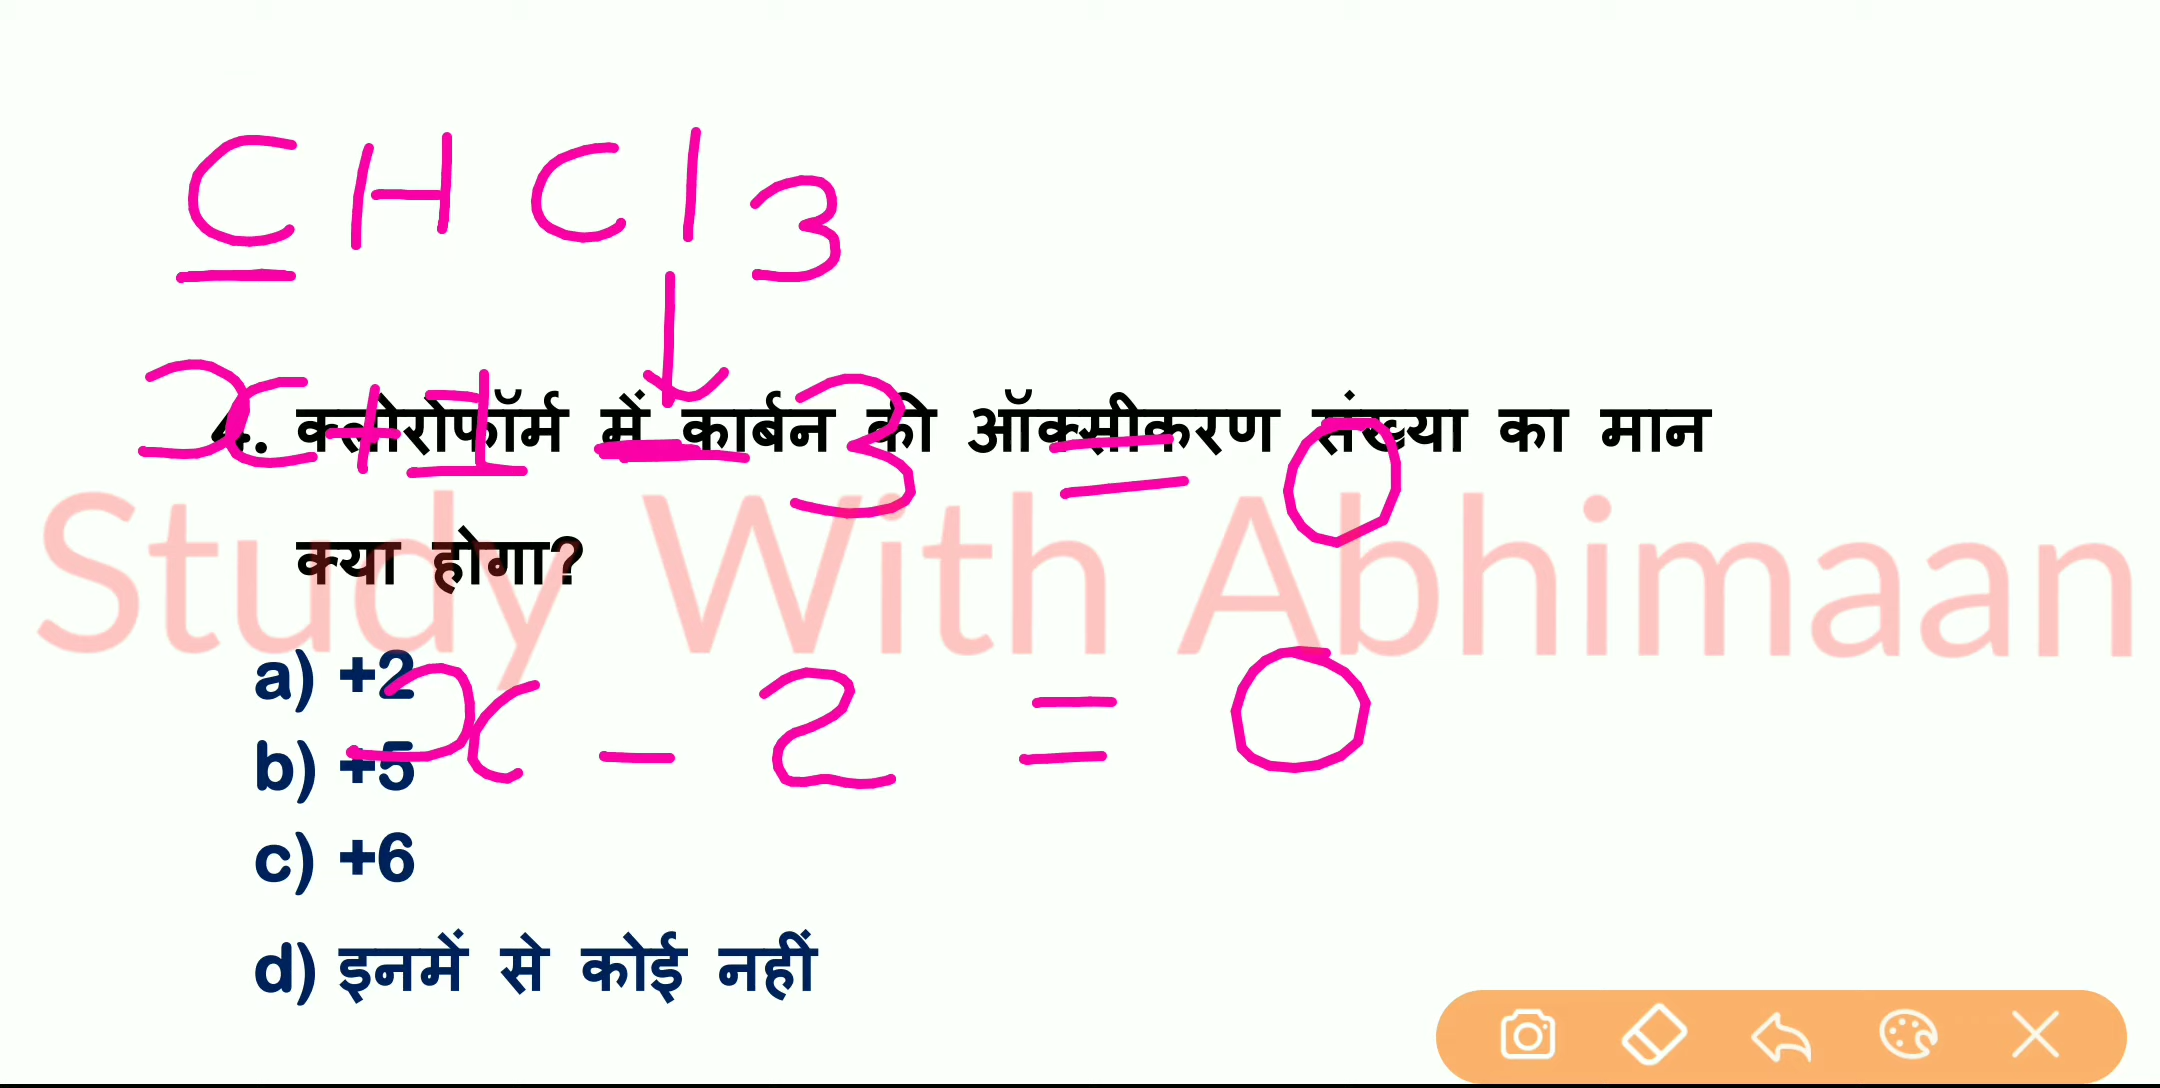 CHCl3
x+1-3=0
4. क्लोरोफॉर्म में कार्बन की ऑक्सीकरण संख्या का मान
क्या होगा?
Study With Abhimaan
a) +2
x-2=0
b) +5
c) +6
d) इनमें से कोई नहीं